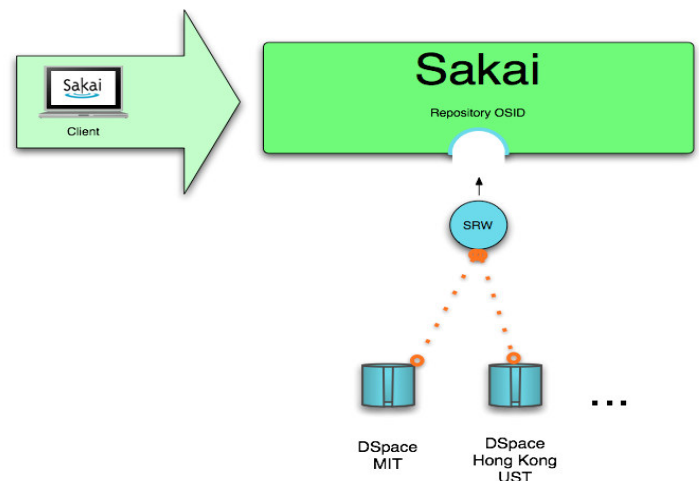 Sakai
Client
Sakai
Repository OSID
SRW
DSpace
MIT
DSpace
Hong Kong
UST
...